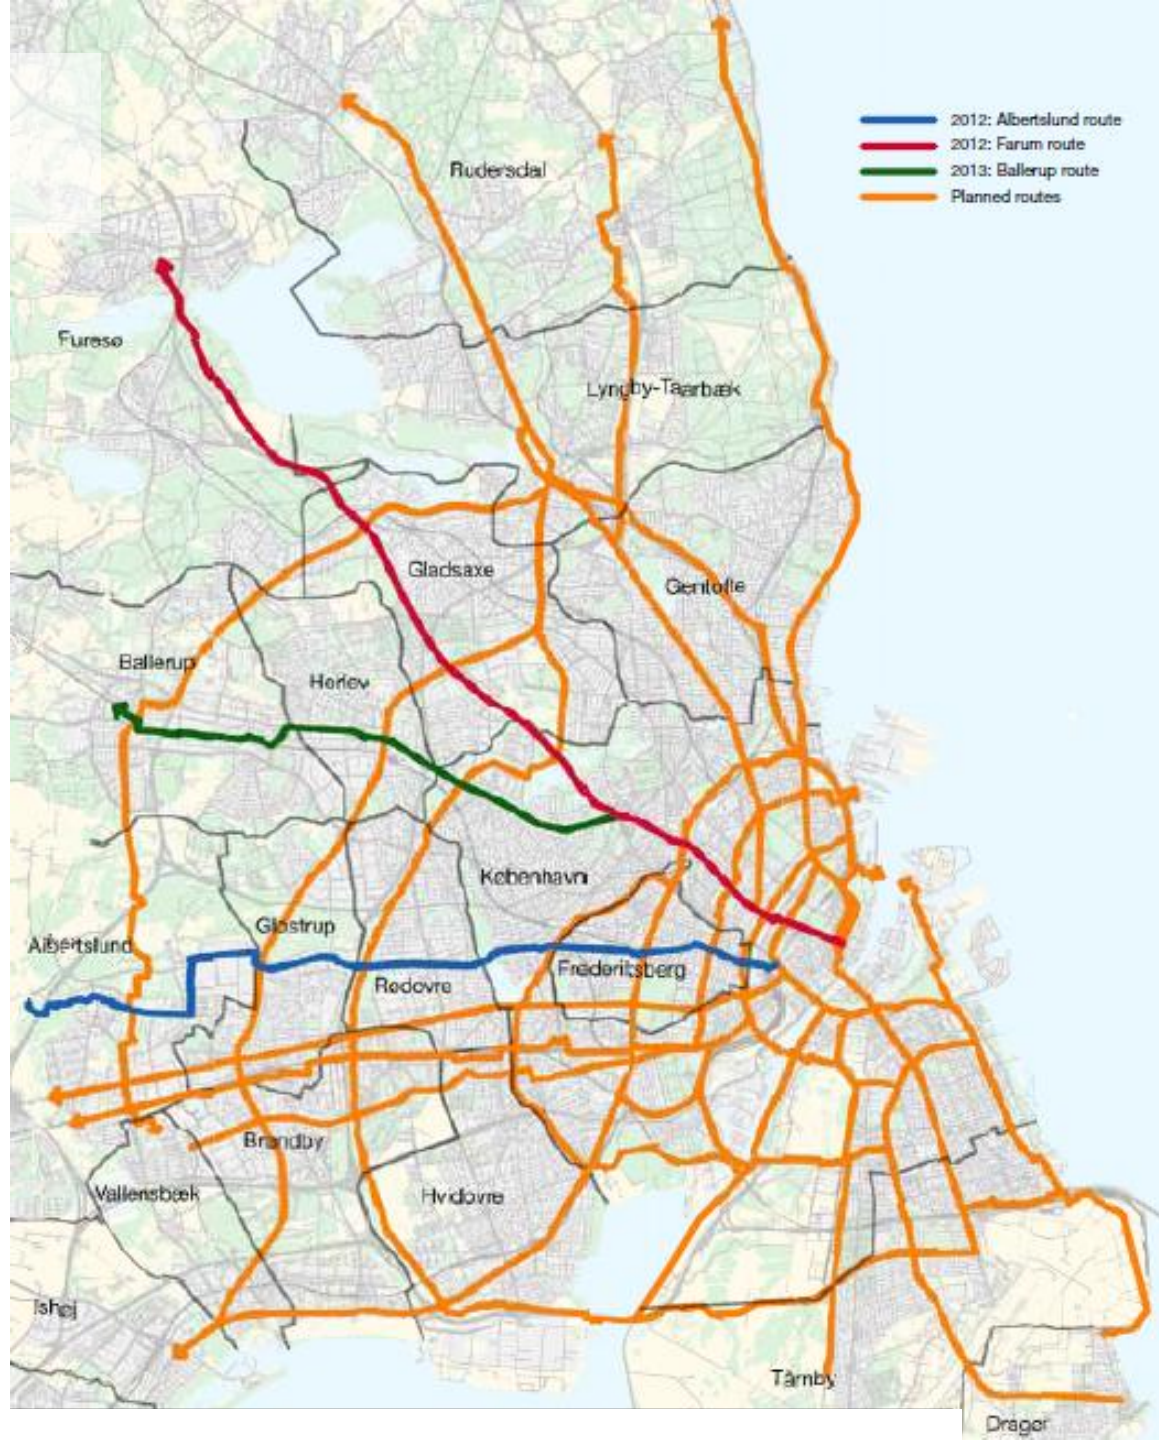 2012: Albertslund route
2012: Farum route
2013: Ballerup route
Planned routes
Rudersdal
Furesø
Lyngby-Taarbæk
Gladsaxe
Gentofte
Ballerup
Herlev
København
Glostrup
Albertslund
Frederiksberg
Rødovre
Brøndby
Vallensbæk
Hvidovre
Ishøj
Tårnby
Dragør